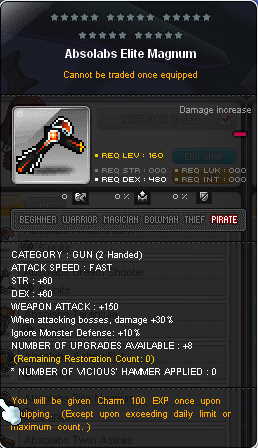 Absolabs Elite Magnum
Cannot be traded once equipped
Damage increase
REQ LEV : 160
REQ STR : 000
REQ LUK : 000
REQ DEX : 480
REQ INT : 000
0
0 %
0 %
BEGINNER WARRIOR MAGICIAN BOWMAN THIEF PIRATE
CATEGORY : GUN (2 Handed)
ATTACK SPEED : FAST
STR : +60
DEX : +60
WEAPON ATTACK : +150
When attacking bosses, damage +30%
Ignore Monster Defense: +10%
NUMBER OF UPGRADES AVAILABLE : +8
(Remaining Restoration Count: 0)
* NUMBER OF VICIOUS' HAMMER APPLIED : 0
You will be given Charm 100 EXP once upon
equipping. (Except upon exceeding daily limit or
maximum count.)